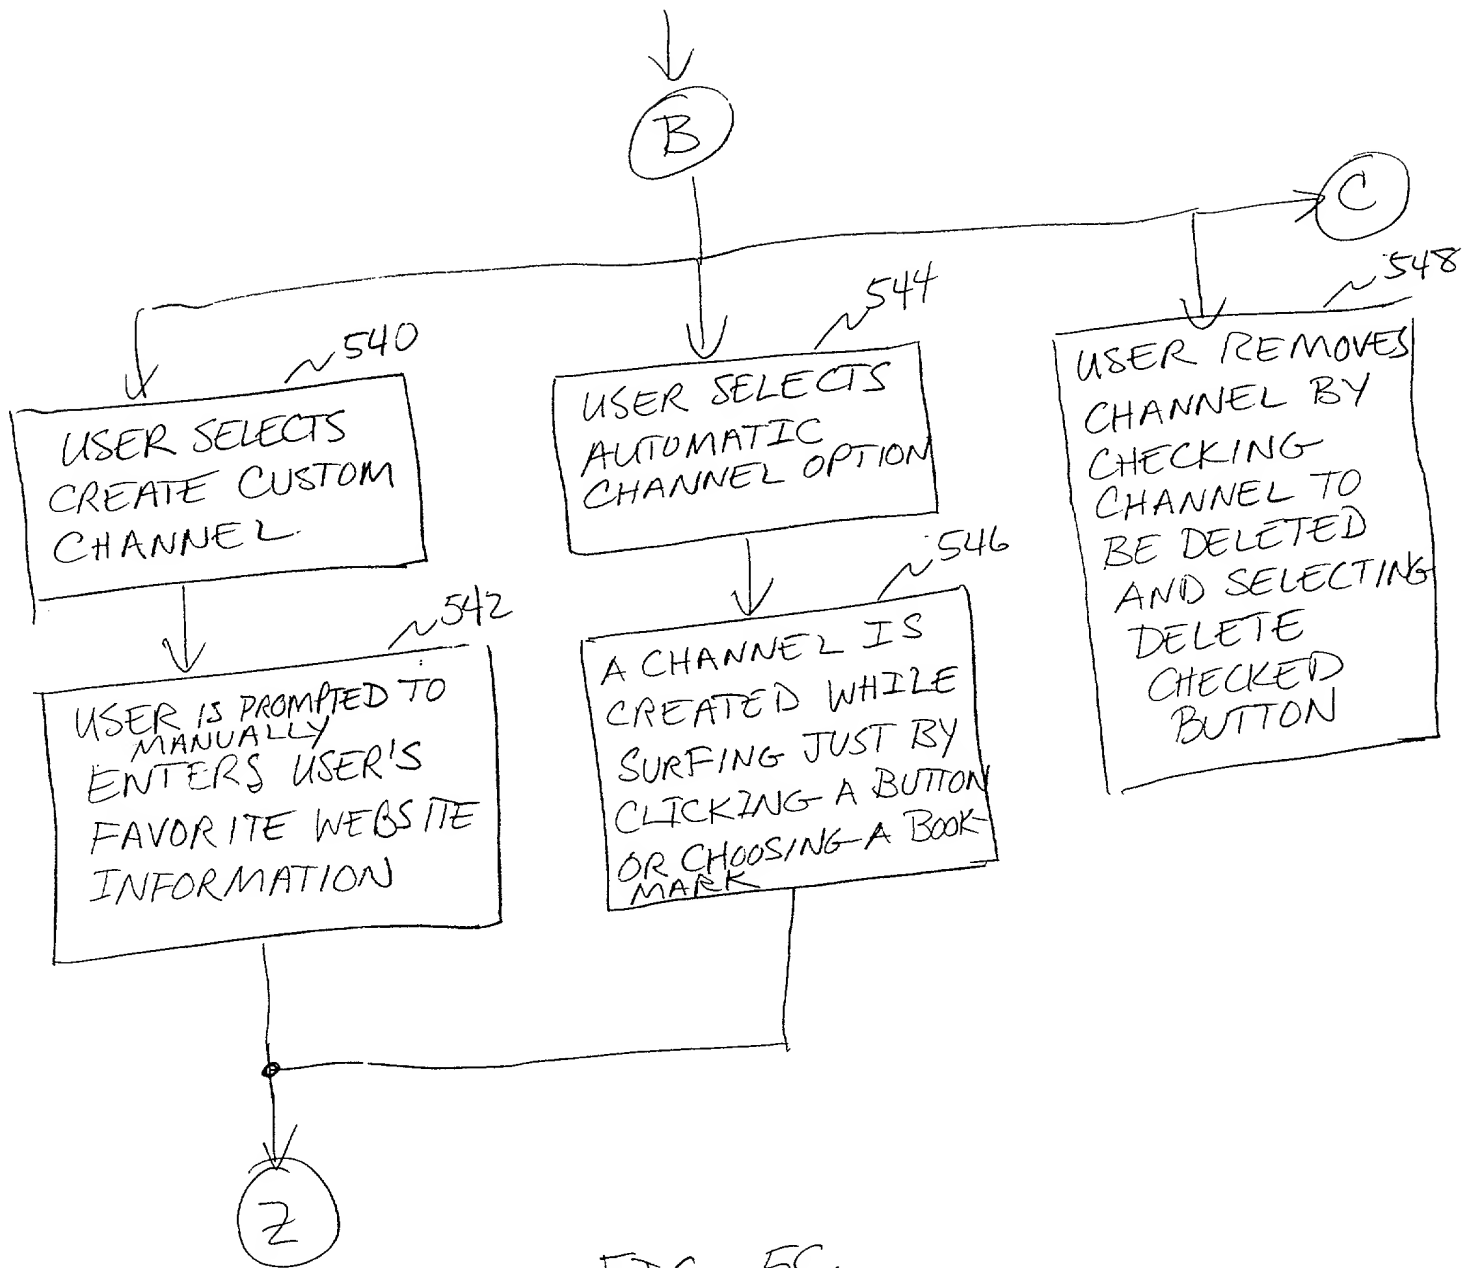 B
C
540
USER SELECTS
CREATE CUSTOM
CHANNEL
542
USER IS PROMPTED TO
MANUALLY
ENTERS USER'S
FAVORITE WEBSITE
INFORMATION
544
USER SELECTS
AUTOMATIC
CHANNEL OPTION
546
A CHANNEL IS
CREATED WHILE
SURFING JUST BY
CLICKING A BUTTON
OR CHOOSING A BOOK-
MARK
548
USER REMOVES
CHANNEL BY
CHECKING
CHANNEL TO
BE DELETED
AND SELECTING
DELETE
CHECKED
BUTTON
Z
FIG. 5C.